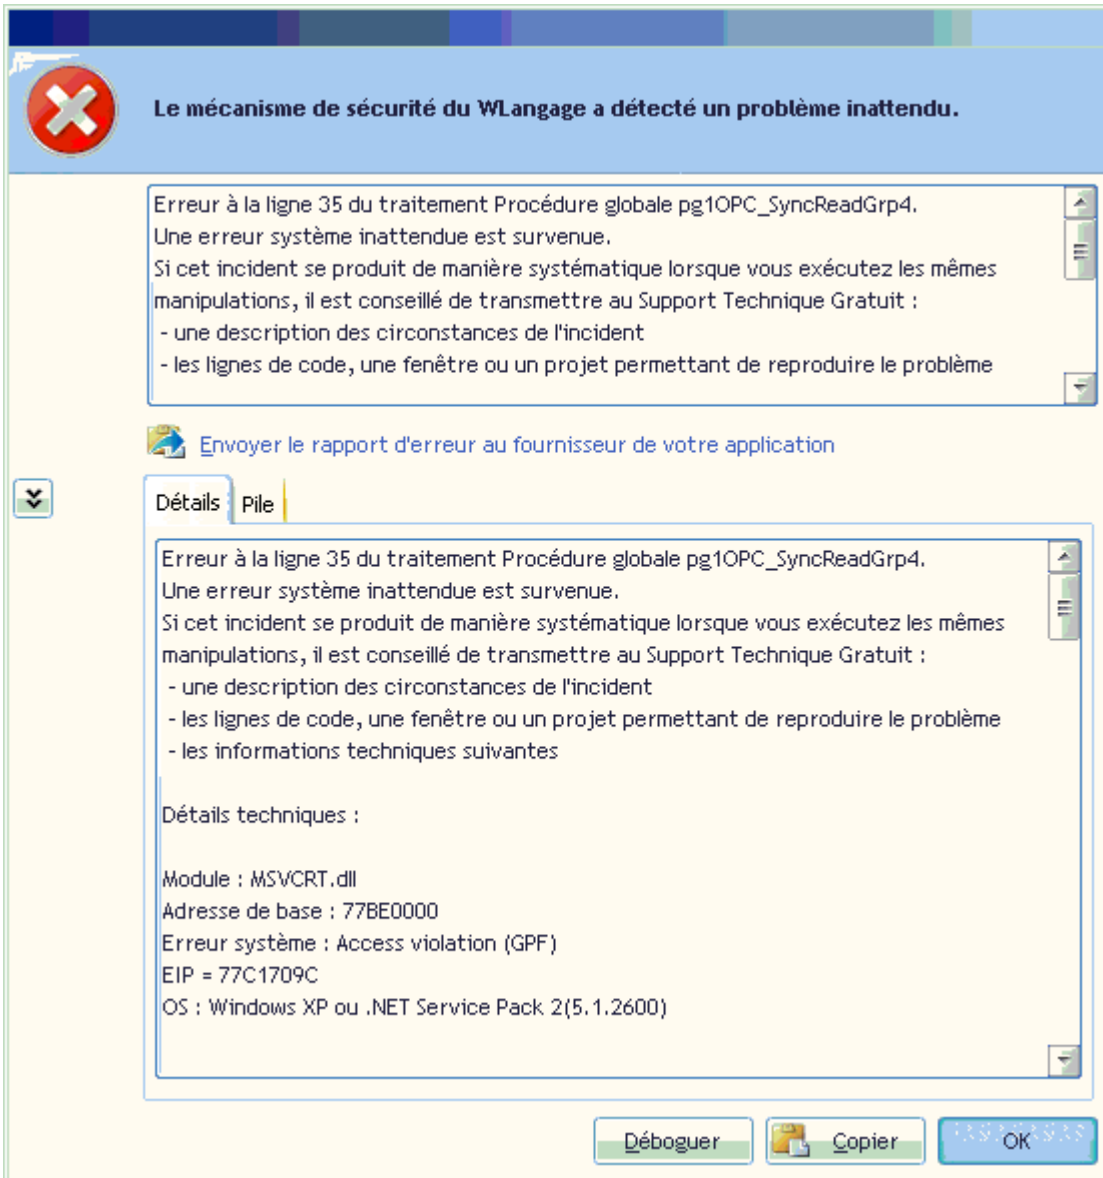 Le mécanisme de sécurité du WLangage a détecté un problème inattendu.
Erreur à la ligne 35 du traitement Procédure globale pg1OPC_SyncReadGrp4.
Une erreur système inattendue est survenue.
Si cet incident se produit de manière systématique lorsque vous exécutez les mêmes
manipulations, il est conseillé de transmettre au Support Technique Gratuit :
- une description des circonstances de l'incident
- les lignes de code, une fenêtre ou un projet permettant de reproduire le problème
Envoyer le rapport d'erreur au fournisseur de votre application
Détails Pile
Erreur à la ligne 35 du traitement Procédure globale pg1OPC_SyncReadGrp4.
Une erreur système inattendue est survenue.
Si cet incident se produit de manière systématique lorsque vous exécutez les mêmes
manipulations, il est conseillé de transmettre au Support Technique Gratuit :
- une description des circonstances de l'incident
- les lignes de code, une fenêtre ou un projet permettant de reproduire le problème
- les informations techniques suivantes
Détails techniques :
Module : MSVCRT.dll
Adresse de base : 77BE0000
Erreur système : Access violation (GPF)
EIP = 77C1709C
OS : Windows XP ou .NET Service Pack 2(5.1.2600)
Déboguer Copier OK